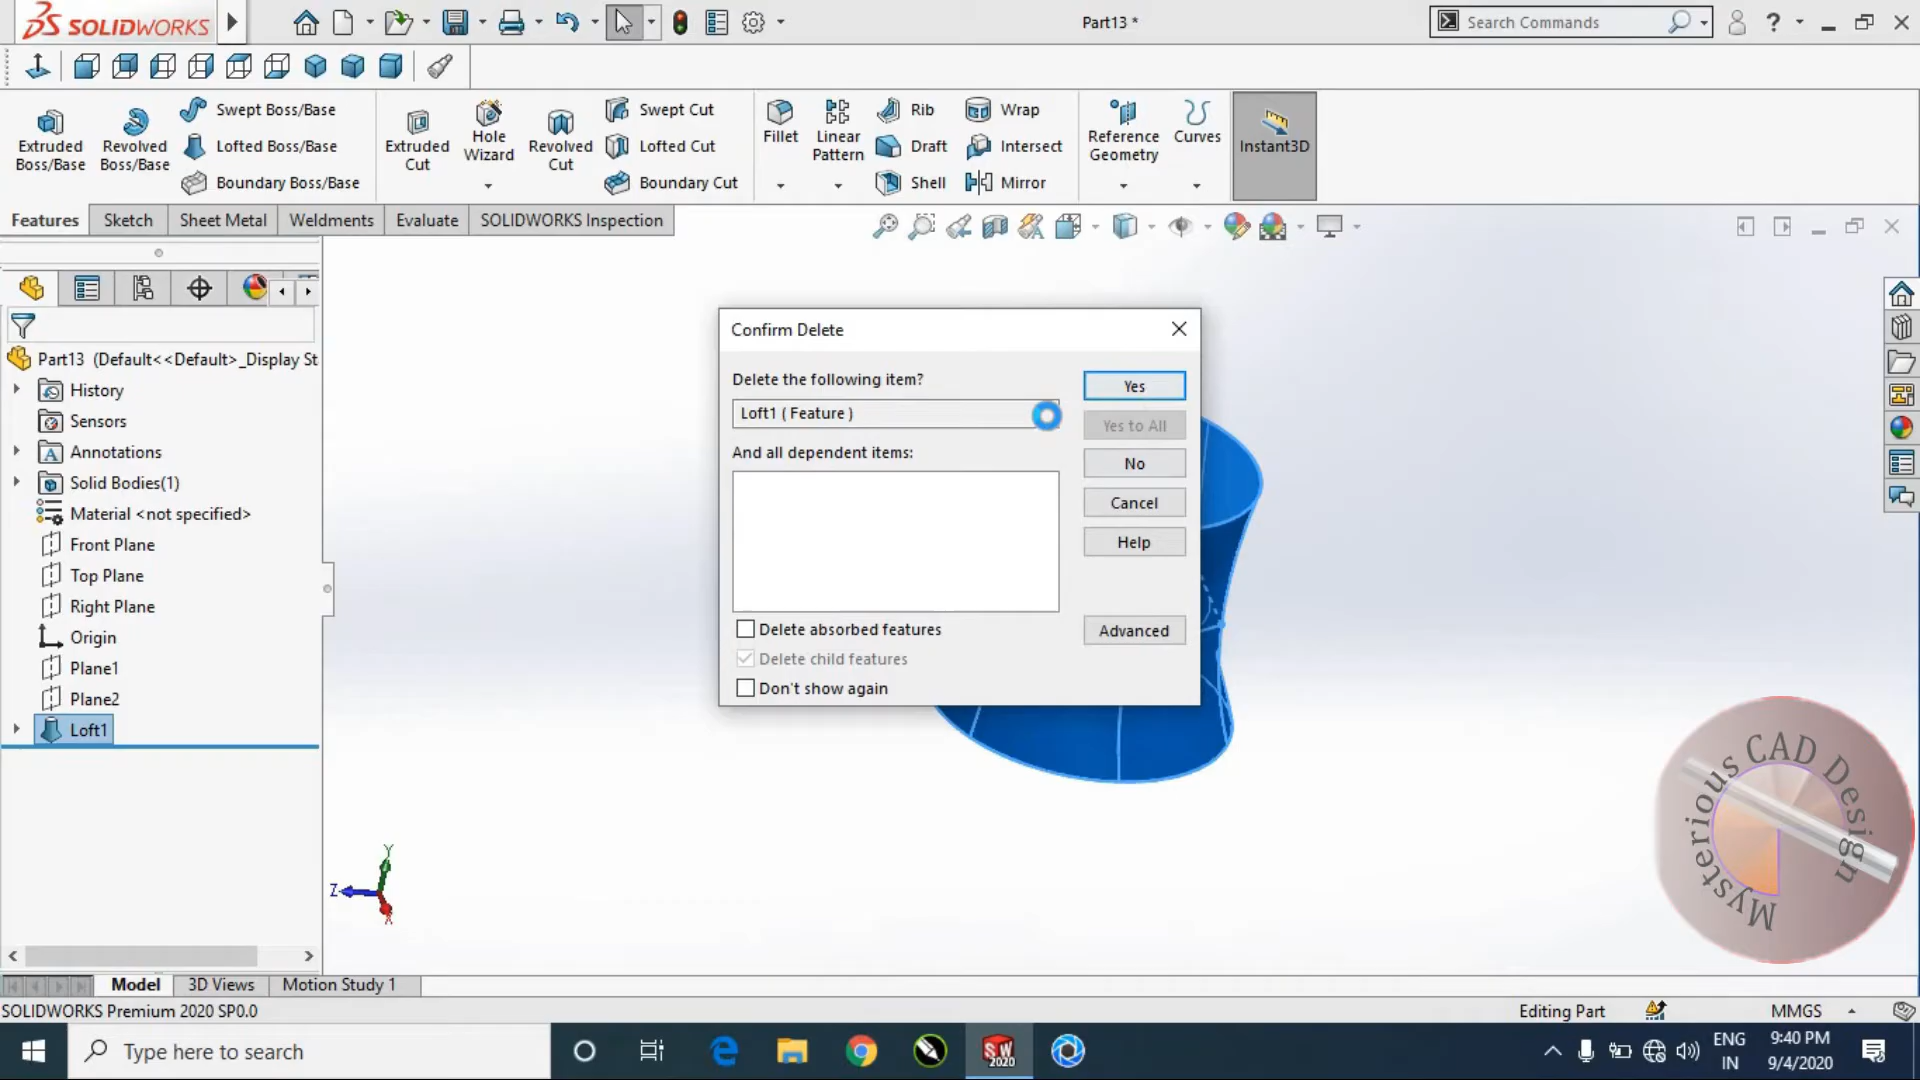 SOLIDWORKS
Part13 *
Search Commands
Extruded
Boss/Base
Revolved
Boss/Base
Swept Boss/Base
Lofted Boss/Base
Boundary Boss/Base
Extruded
Cut
Hole
Wizard
Revolved
Cut
Swept Cut
Lofted Cut
Boundary Cut
Fillet
Linear
Pattern
Rib
Draft
Shell
Wrap
Intersect
Mirror
Reference
Geometry
Curves
Instant3D
Features
Sketch
Sheet Metal
Weldments
Evaluate
SOLIDWORKS Inspection
Part13 (Default<<Default>_Display St
History
Sensors
Annotations
Solid Bodies(1)
Material <not specified>
Front Plane
Top Plane
Right Plane
Origin
Plane1
Plane2
Loft1
Confirm Delete
Delete the following item?
Loft1 ( Feature )
And all dependent items:
Delete absorbed features
Delete child features
Don't show again
Yes
Yes to All
No
Cancel
Help
Advanced
Y
Z
X
Mysterious CAD Design
Model
3D Views
Motion Study 1
SOLIDWORKS Premium 2020 SP0.0
Editing Part
MMGS
Type here to search
SW
2020
ENG
IN
9:40 PM
9/4/2020